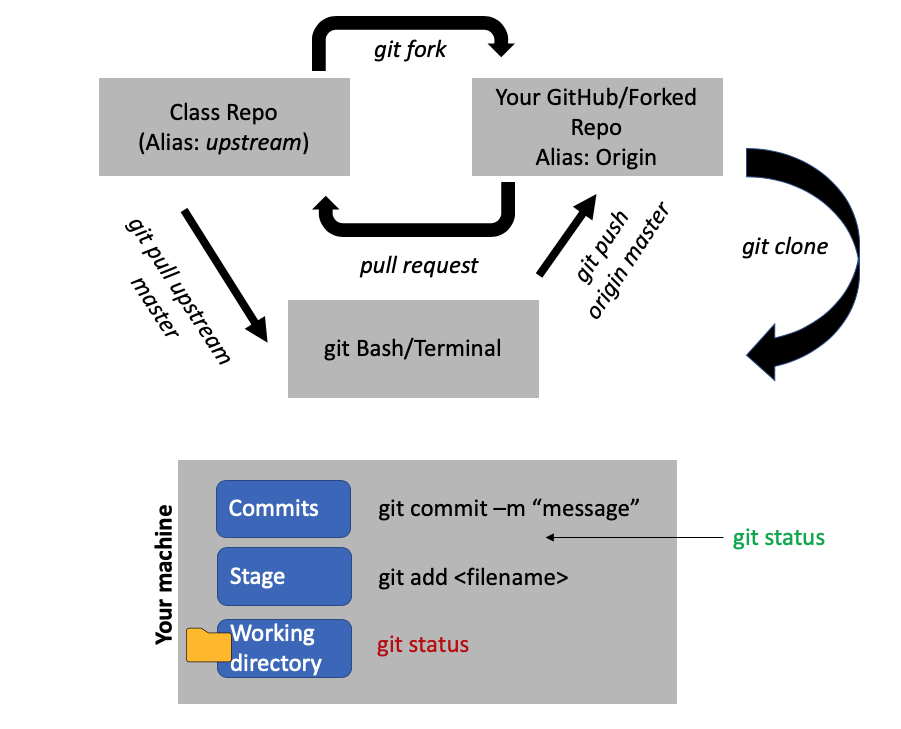 git fork
Class Repo
(Alias: upstream)
Your GitHub/Forked
Repo
Alias: Origin
git clone
git pull upstream
master
pull request
git push
origin master
git Bash/Terminal
Your machine
Commits
git commit –m “message”
git status
Stage
git add <filename>
Working
directory
git status